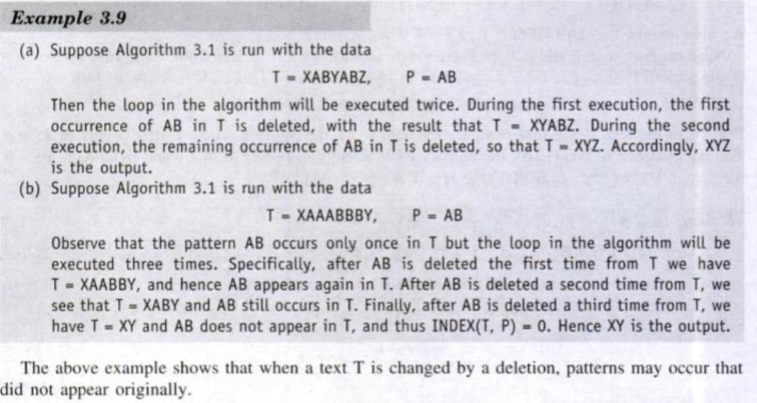 Example 3.9
(a) Suppose Algorithm 3.1 is run with the data
T = XABYABZ, P = AB
Then the loop in the algorithm will be executed twice. During the first execution, the first
occurrence of AB in T is deleted, with the result that T = XYABZ. During the second
execution, the remaining occurrence of AB in T is deleted, so that T = XYZ. Accordingly, XYZ
is the output.
(b) Suppose Algorithm 3.1 is run with the data
T = XAAABBBY, P = AB
Observe that the pattern AB occurs only once in T but the loop in the algorithm will be
executed three times. Specifically, after AB is deleted the first time from T we have
T = XAABBY, and hence AB appears again in T. After AB is deleted a second time from T, we
see that T = XABY and AB still occurs in T. Finally, after AB is deleted a third time from T, we
have T = XY and AB does not appear in T, and thus INDEX(T, P) = 0. Hence XY is the output.
The above example shows that when a text T is changed by a deletion, patterns may occur that
did not appear originally.